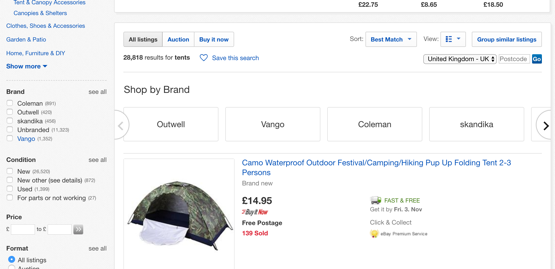 Tent & Canopy Accessories
Canopies & Shelters
Clothes, Shoes & Accessories
Garden & Patio
Home, Furniture & DIY
Show more
Brand see all
Coleman (891)
Outwell (420)
skandika (456)
Unbranded (11,323)
Vango (1,352)
Condition see all
New (26,520)
New other (see details) (872)
Used (1,399)
For parts or not working (27)
Price
£ to £ >>
Format see all
All listings
Auction
£22.75 £8.65 £18.50
All listings Auction Buy it now Sort: Best Match View: Group similar listings
28,818 results for tents Save this search United Kingdom - UK Postcode Go
Shop by Brand
Outwell Vango Coleman skandika
Camo Waterproof Outdoor Festival/Camping/Hiking Pup Up Folding Tent 2-3
Persons
Brand new
£14.95
Buy It Now
Free Postage
139 Sold
FAST & FREE
Get it by Fri. 3. Nov
Click & Collect
eBay Premium Service